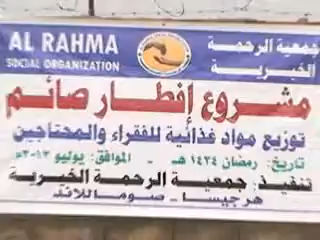 AL RAHMA
SOCIAL ORGANIZATION
جمعية الرحمة
الخيرية
مشروع إفطار صائم
توزيع مواد غذائية للفقراء والمحتاجين
تاريخ: رمضان ١٤٣٤ هـ - الموافق: يوليو ٢٠١٣م
تنفيذ: جمعية الرحمة الخيرية
هرجيسا - صوماللاند